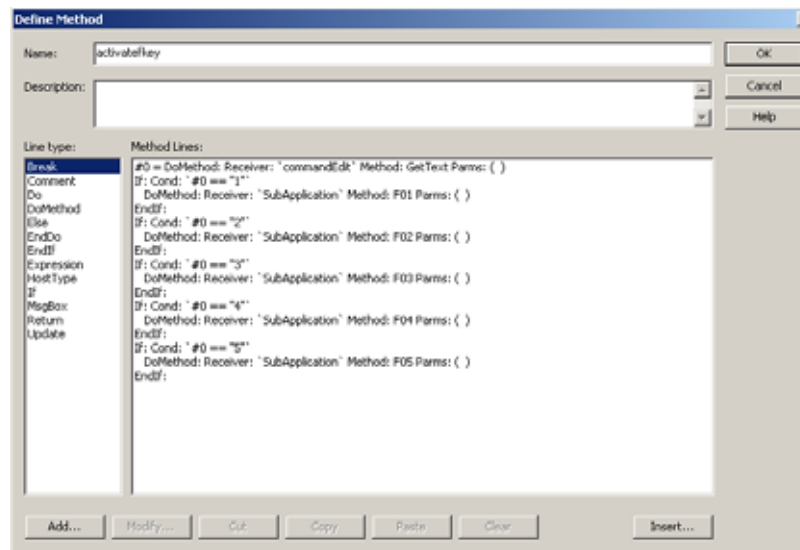 Define Method
Name:
activatefkey
OK
Description:
Cancel
Help
Line type:
Method Lines:
Break
Comment
Do
DoMethod
Else
EndDo
EndIf
Expression
HostType
If
MsgBox
Return
Update
#0 = DoMethod: Receiver: `commandEdit` Method: GetText Parms: ( )
If: Cond: `#0 == "1"`
DoMethod: Receiver: `SubApplication` Method: F01 Parms: ( )
EndIf:
If: Cond: `#0 == "2"`
DoMethod: Receiver: `SubApplication` Method: F02 Parms: ( )
EndIf:
If: Cond: `#0 == "3"`
DoMethod: Receiver: `SubApplication` Method: F03 Parms: ( )
EndIf:
If: Cond: `#0 == "4"`
DoMethod: Receiver: `SubApplication` Method: F04 Parms: ( )
EndIf:
If: Cond: `#0 == "5"`
DoMethod: Receiver: `SubApplication` Method: F05 Parms: ( )
EndIf:
Add...
Modify...
Cut
Copy
Paste
Clear
Insert...